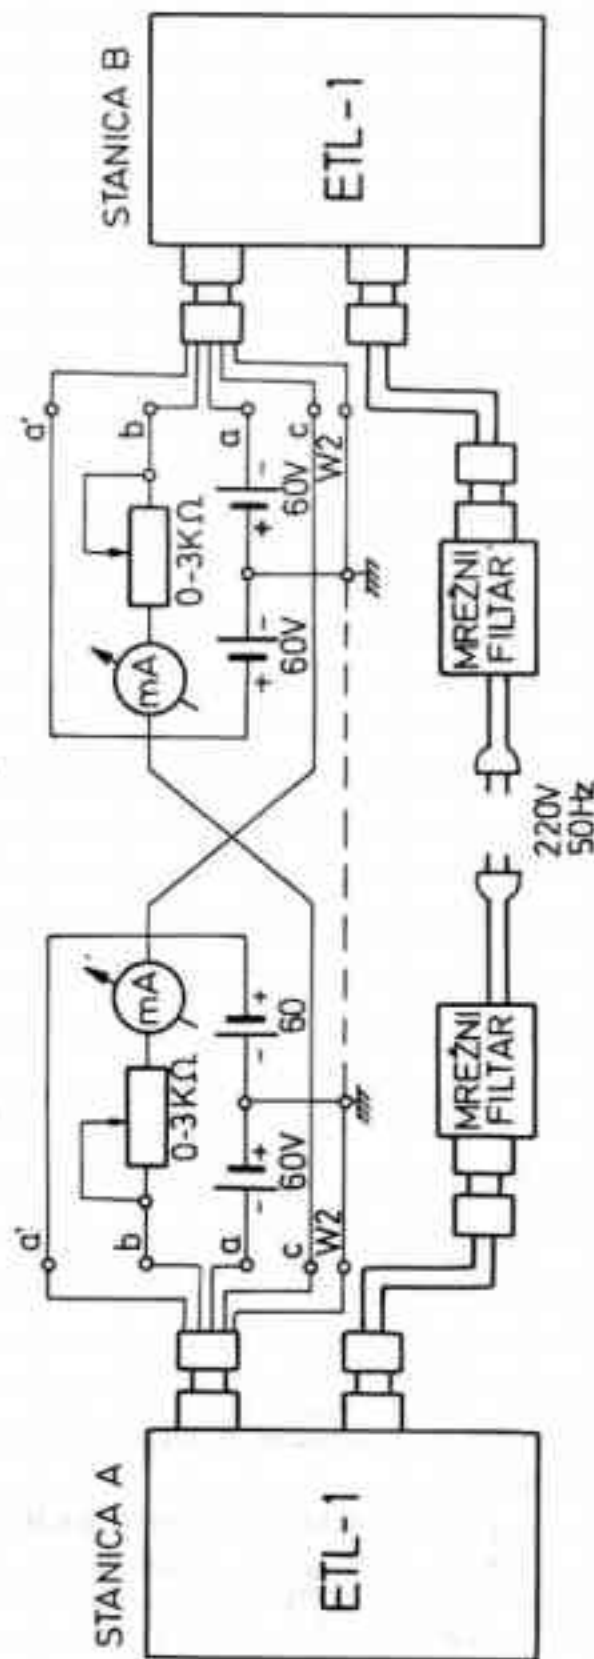 STANICA A
ETL-1
a'
b
a
c
W2
0-3KΩ
mA
- +
60V
- +
60
MREŽNI
FILTAR
220V
50Hz
STANICA B
ETL-1
a'
b
a
c
W2
mA
0-3KΩ
+ -
60V
+ -
60V
MREŽNI
FILTAR